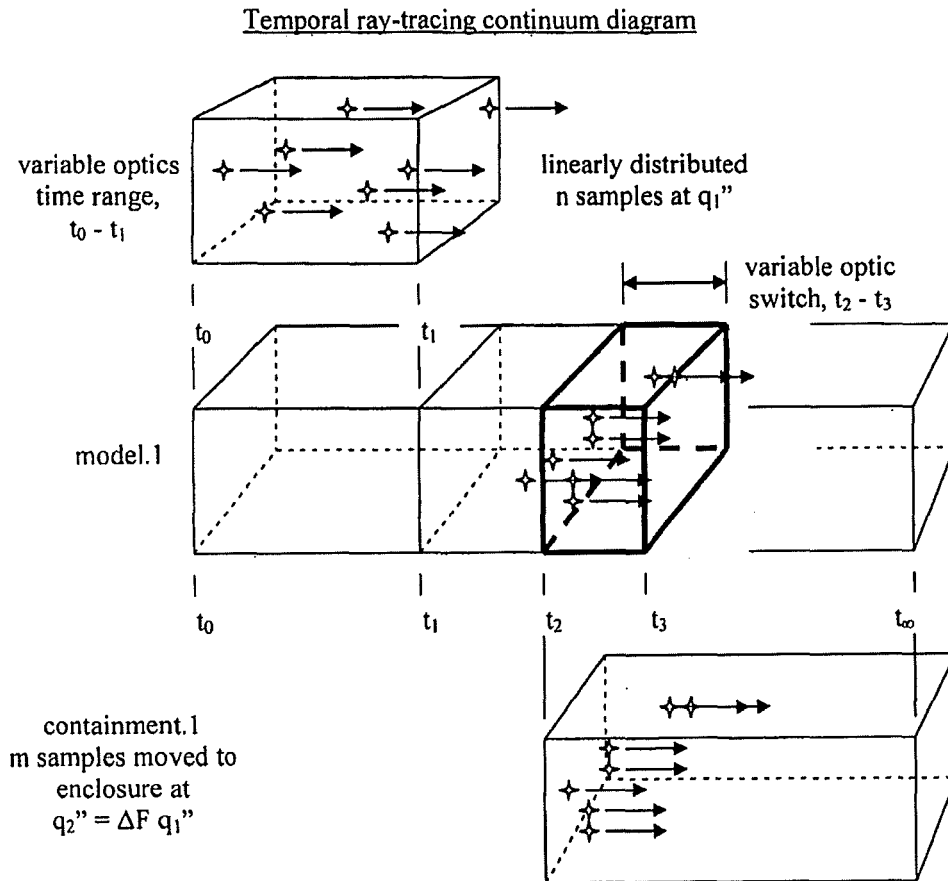 Temporal ray-tracing continuum diagram
variable optics
time range,
t₀ - t₁
linearly distributed
n samples at q₁”
variable optic
switch, t₂ - t₃
t₀
t₁
model.1
t₀
t₁
t₂
t₃
t∞
containment.1
m samples moved to
enclosure at
q₂” = ΔF q₁”